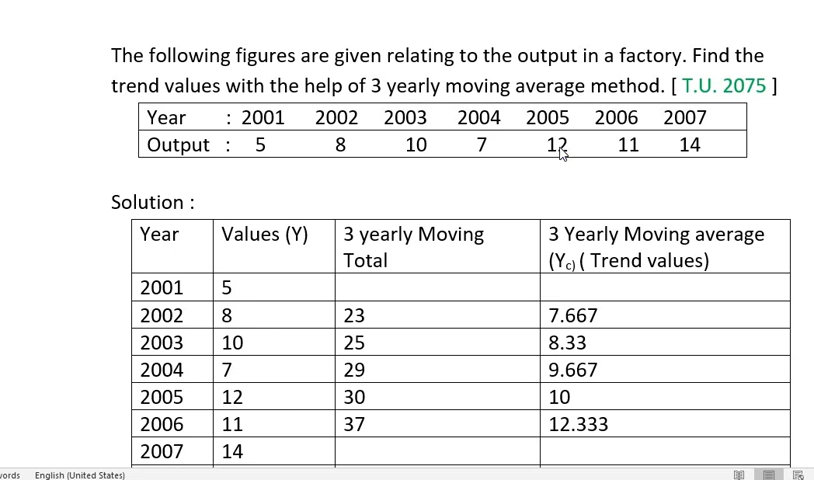 The following figures are given relating to the output in a factory. Find the
trend values with the help of 3 yearly moving average method. [ T.U. 2075 ]
Year : 2001 2002 2003 2004 2005 2006 2007
Output : 5 8 10 7 12 11 14
Solution :
Year Values (Y) 3 yearly Moving Total 3 Yearly Moving average (Yc) ( Trend values)
2001 5
2002 8 23 7.667
2003 10 25 8.33
2004 7 29 9.667
2005 12 30 10
2006 11 37 12.333
2007 14
English (United States)